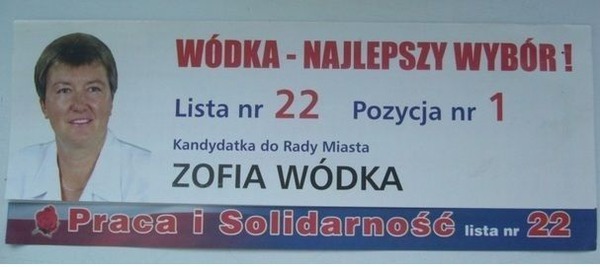 WÓDKA - NAJLEPSZY WYBÓR!
Lista nr 22 Pozycja nr 1
Kandydatka do Rady Miasta
ZOFIA WÓDKA
Praca i Solidarność lista nr 22